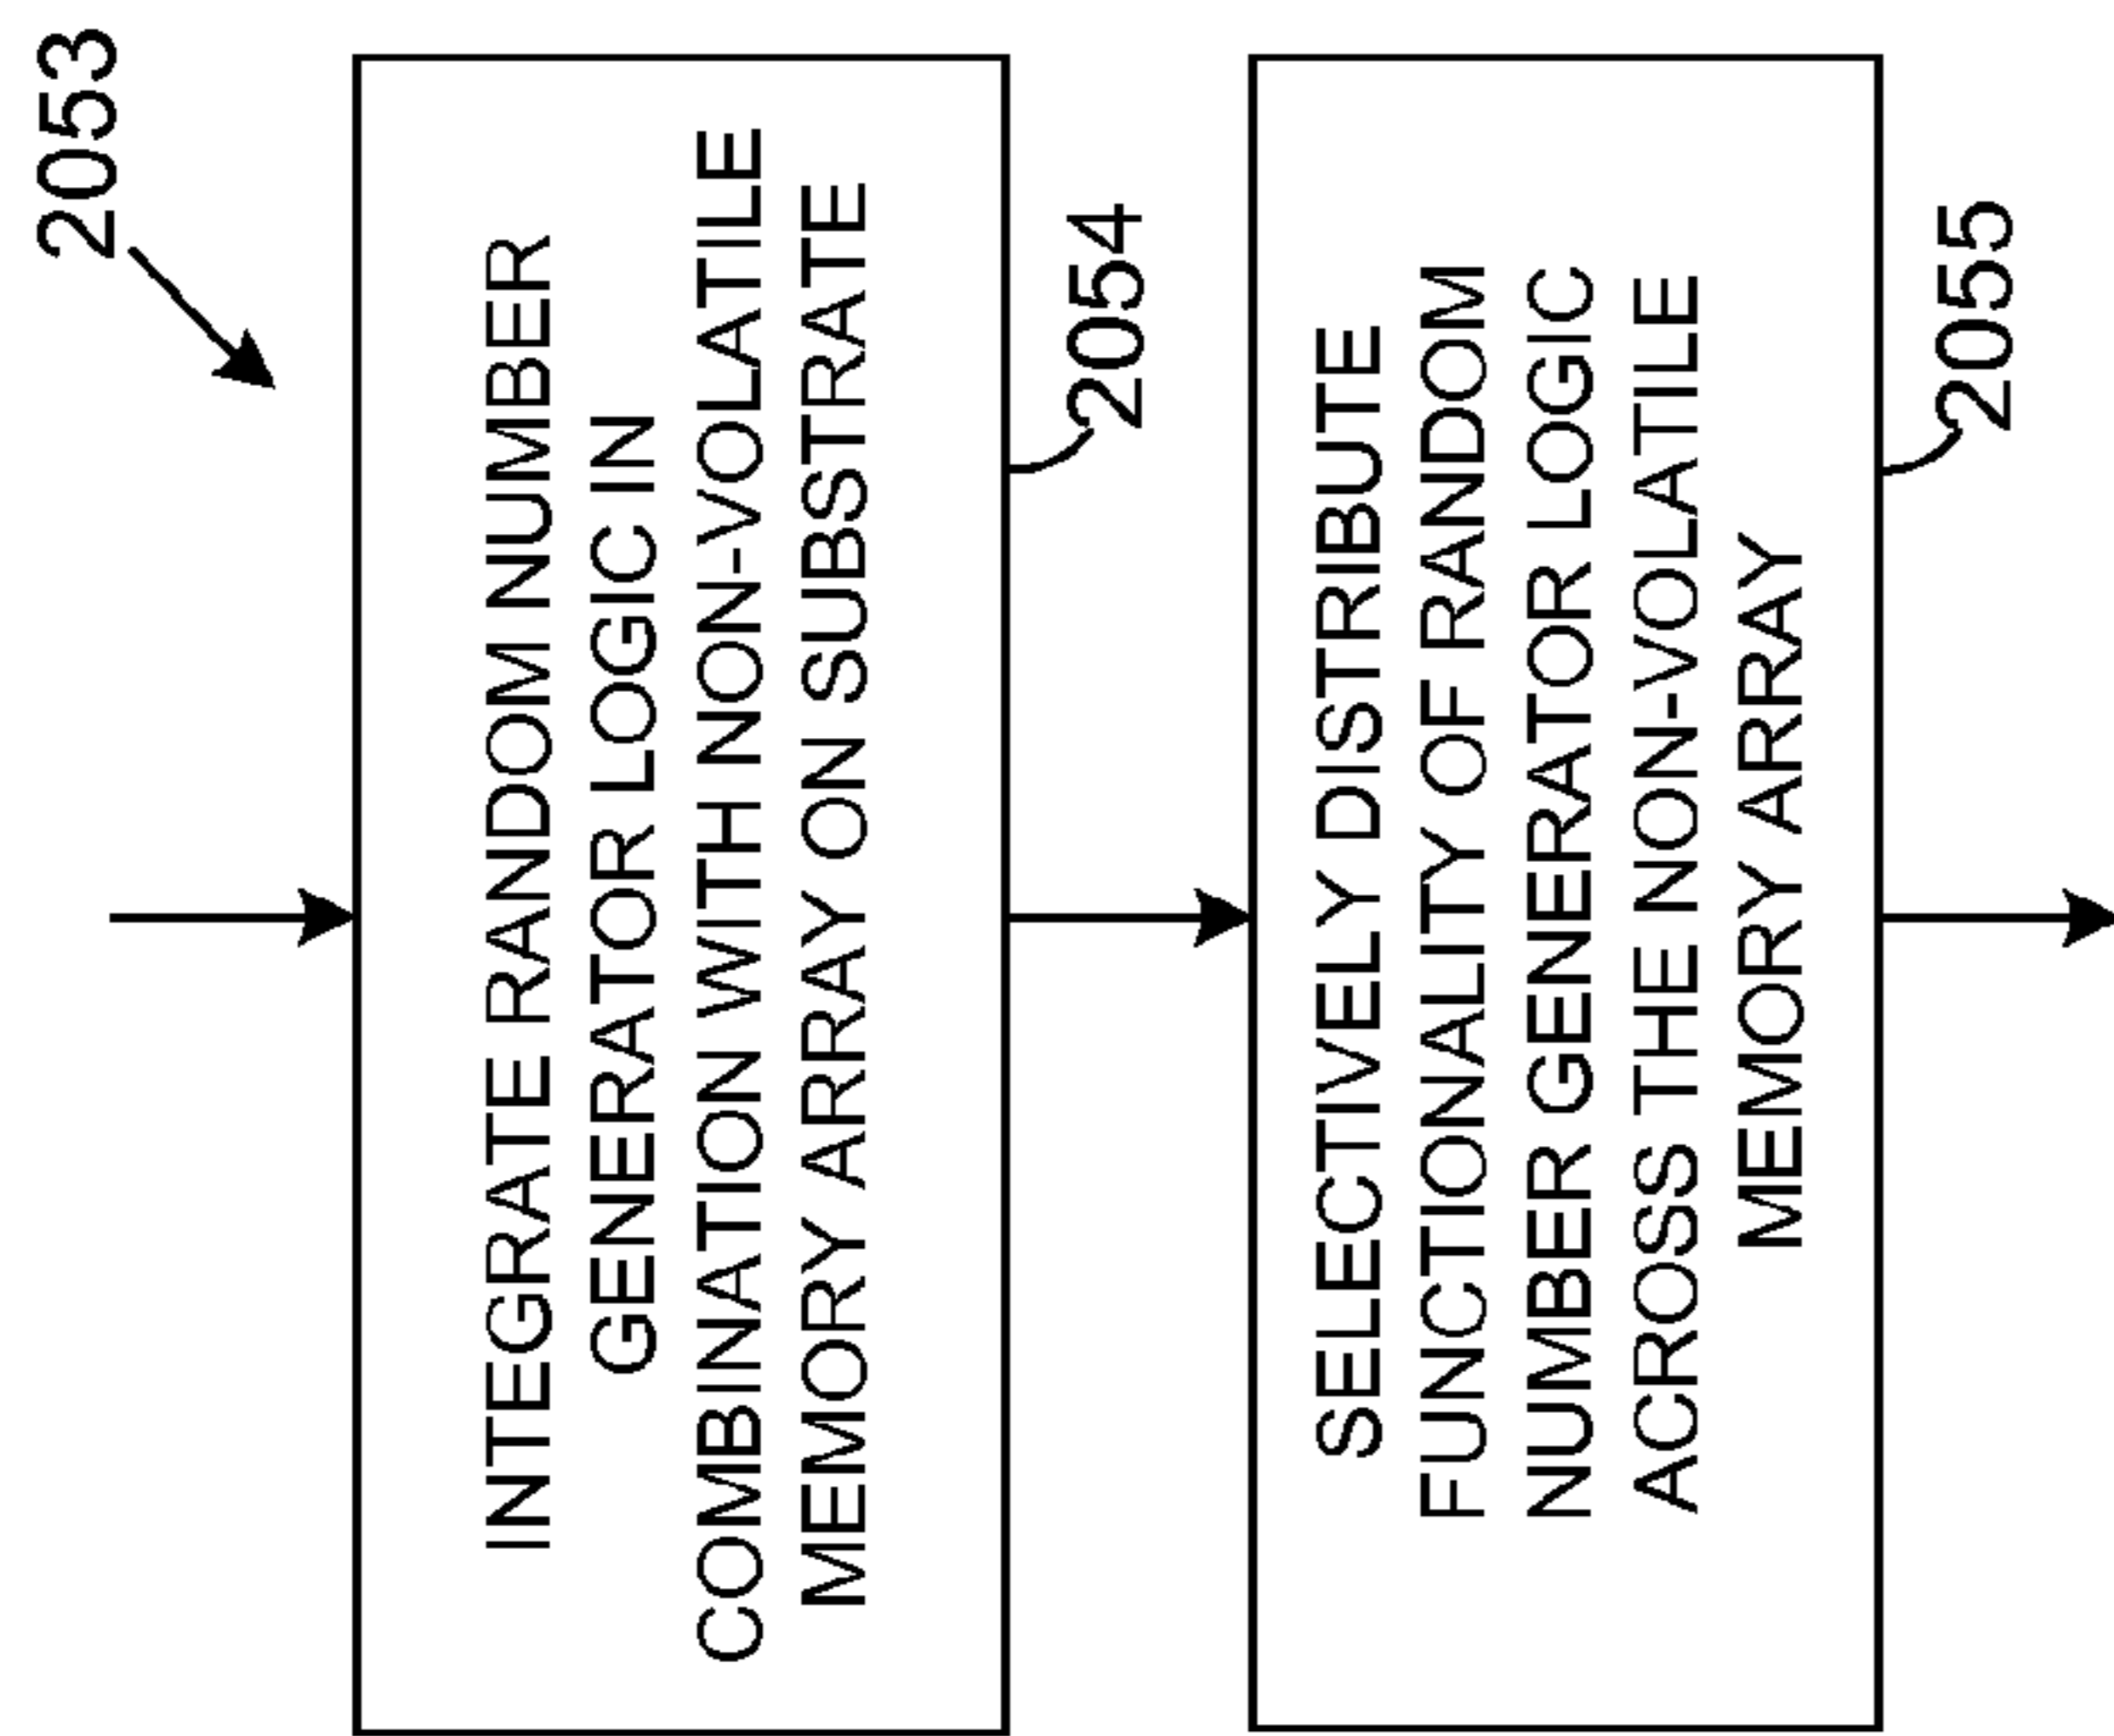 2053
INTEGRATE RANDOM NUMBER
GENERATOR LOGIC IN
COMBINATION WITH NON-VOLATILE
MEMORY ARRAY ON SUBSTRATE
2054
SELECTIVELY DISTRIBUTE
FUNCTIONALITY OF RANDOM
NUMBER GENERATOR LOGIC
ACROSS THE NON-VOLATILE
MEMORY ARRAY
2055